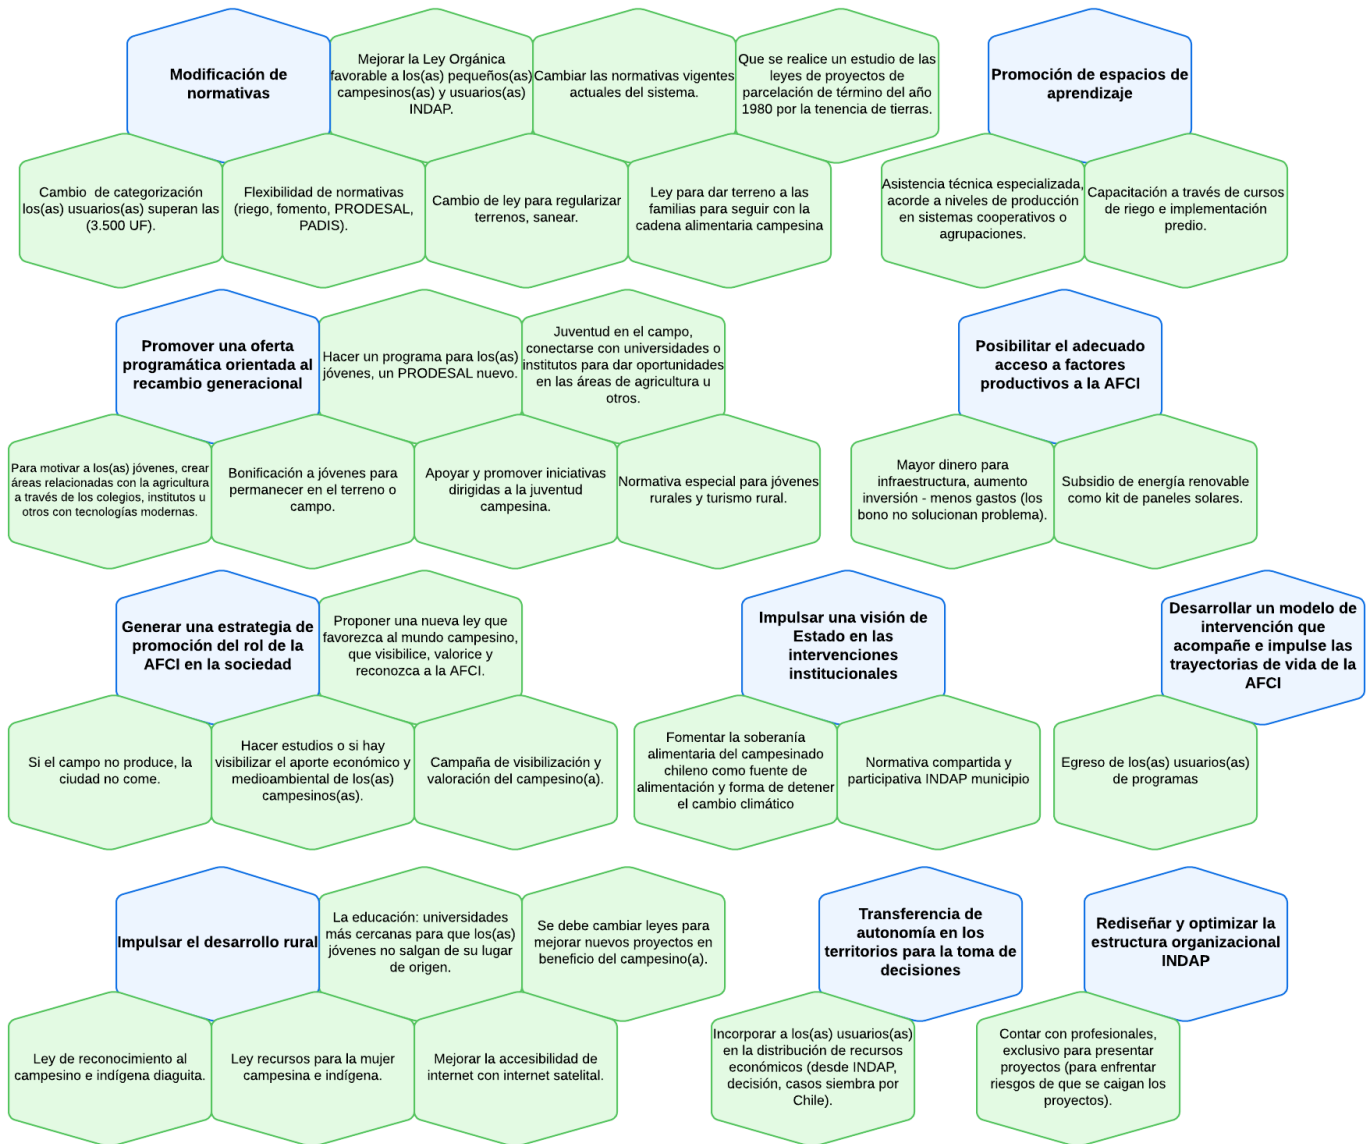 Modificación de
normativas
Mejorar la Ley Orgánica
favorable a los(as) pequeños(as)
campesinos(as) y usuarios(as)
INDAP.
Cambiar las normativas vigentes
actuales del sistema.
Que se realice un estudio de las
leyes de proyectos de
parcelación de término del año
1980 por la tenencia de tierras.
Cambio  de categorización
los(as) usuarios(as) superan las
(3.500 UF).
Flexibilidad de normativas
(riego, fomento, PRODESAL,
PADIS).
Cambio de ley para regularizar
terrenos, sanear.
Ley para dar terreno a las
familias para seguir con la
cadena alimentaria campesina
Promoción de espacios de
aprendizaje
Asistencia técnica especializada,
acorde a niveles de producción
en sistemas cooperativos o
agrupaciones.
Capacitación a través de cursos
de riego e implementación
predio.
Promover una oferta
programática orientada al
recambio generacional
Hacer un programa para los(as)
jóvenes, un PRODESAL nuevo.
Juventud en el campo,
conectarse con universidades o
institutos para dar oportunidades
en las áreas de agricultura u
otros.
Para motivar a los(as) jóvenes, crear
áreas relacionadas con la agricultura
a través de los colegios, institutos u
otros con tecnologías modernas.
Bonificación a jóvenes para
permanecer en el terreno o
campo.
Apoyar y promover iniciativas
dirigidas a la juventud
campesina.
Normativa especial para jóvenes
rurales y turismo rural.
Posibilitar el adecuado
acceso a factores
productivos a la AFCI
Mayor dinero para
infraestructura, aumento
inversión - menos gastos (los
bono no solucionan problema).
Subsidio de energía renovable
como kit de paneles solares.
Generar una estrategia de
promoción del rol de la
AFCI en la sociedad
Proponer una nueva ley que
favorezca al mundo campesino,
que visibilice, valorice y
reconozca a la AFCI.
Si el campo no produce, la
ciudad no come.
Hacer estudios o si hay
visibilizar el aporte económico y
medioambiental de los(as)
campesinos(as).
Campaña de visibilización y
valoración del campesino(a).
Impulsar una visión de
Estado en las
intervenciones
institucionales
Fomentar la soberanía
alimentaria del campesinado
chileno como fuente de
alimentación y forma de detener
el cambio climático
Normativa compartida y
participativa INDAP municipio
Desarrollar un modelo de
intervención que
acompañe e impulse las
trayectorias de vida de la
AFCI
Egreso de los(as) usuarios(as)
de programas
Impulsar el desarrollo rural
La educación: universidades
más cercanas para que los(as)
jóvenes no salgan de su lugar
de origen.
Se debe cambiar leyes para
mejorar nuevos proyectos en
beneficio del campesino(a).
Ley de reconocimiento al
campesino e indígena diaguita.
Ley recursos para la mujer
campesina e indígena.
Mejorar la accesibilidad de
internet con internet satelital.
Transferencia de
autonomía en los
territorios para la toma de
decisiones
Incorporar a los(as) usuarios(as)
en la distribución de recursos
económicos (desde INDAP,
decisión, casos siembra por
Chile).
Rediseñar y optimizar la
estructura organizacional
INDAP
Contar con profesionales,
exclusivo para presentar
proyectos (para enfrentar
riesgos de que se caigan los
proyectos).